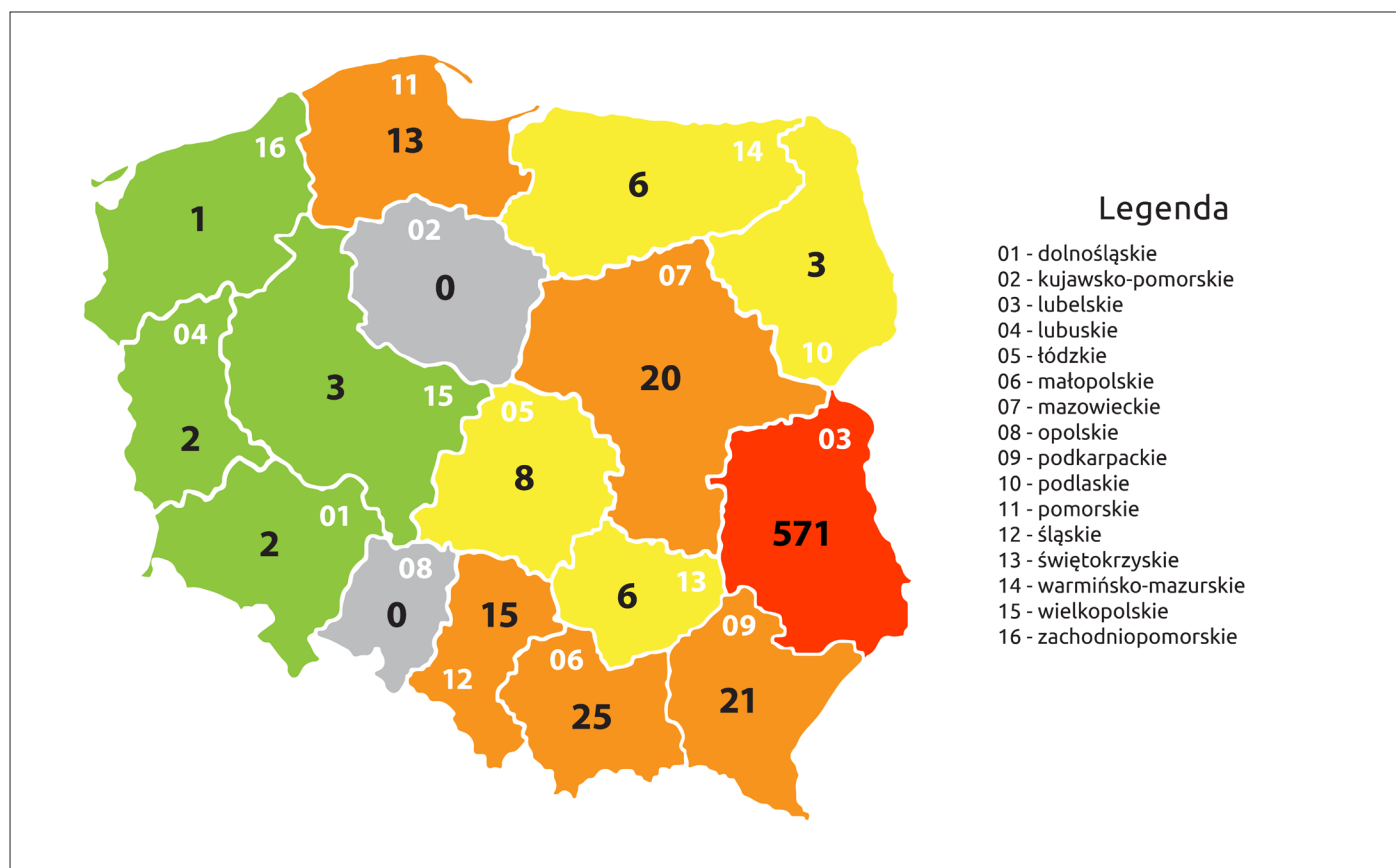 11
13
16
14
6
1
02
0
07
3
04
10
3
15
20
2
05
03
8
01
2
571
08
0
15
13
6
09
12
06
25
21
Legenda
01 - dolnośląskie
02 - kujawsko-pomorskie
03 - lubelskie
04 - lubuskie
05 - łódzkie
06 - małopolskie
07 - mazowieckie
08 - opolskie
09 - podkarpackie
10 - podlaskie
11 - pomorskie
12 - śląskie
13 - świętokrzyskie
14 - warmińsko-mazurskie
15 - wielkopolskie
16 - zachodniopomorskie